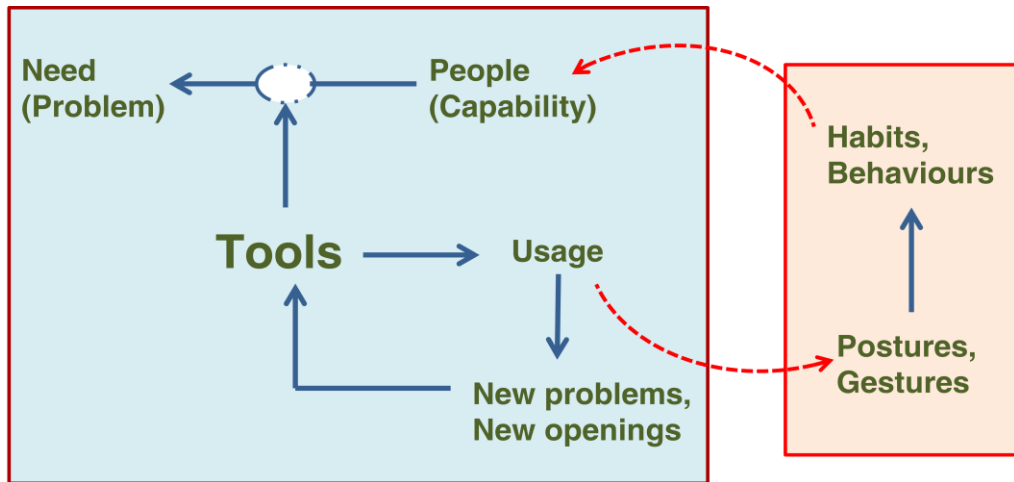 Need
(Problem)
People
(Capability)
Habits,
Behaviours
Tools
Usage
Postures,
Gestures
New problems,
New openings